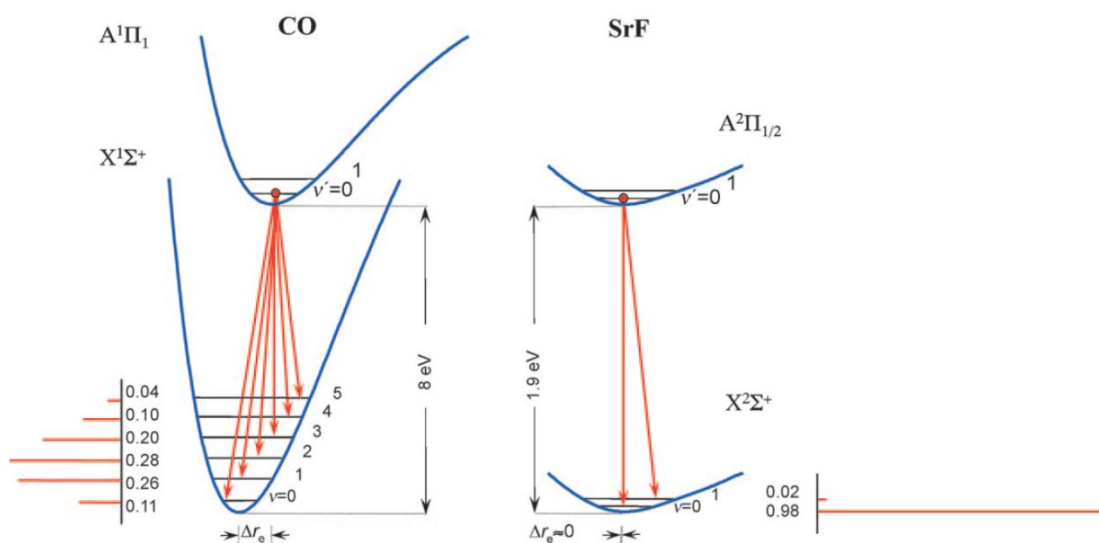 CO
A¹Π₁
X¹Σ⁺
1
ν′=0
8 eV
5
4
3
2
1
ν=0
0.04
0.10
0.20
0.28
0.26
0.11
Δrₑ
SrF
A²Π₁/₂
1
ν′=0
1.9 eV
X²Σ⁺
1
ν=0
Δrₑ≈0
0.02
0.98